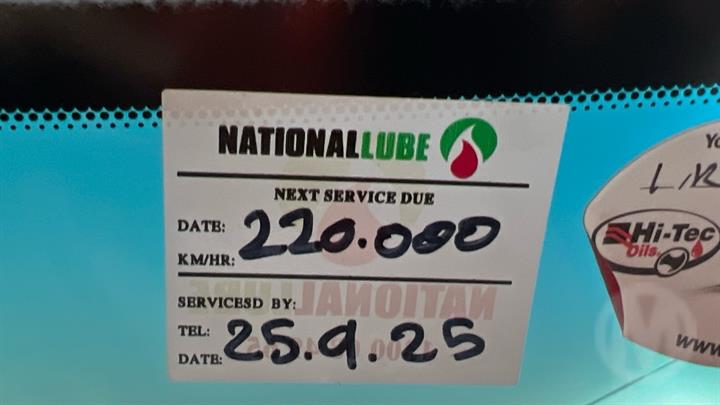 NATIONALLUBE
NEXT SERVICE DUE
DATE:
220.000
KM/HR:
SERVICESD BY:
TEL:
25.9.25
DATE:
Hi-Tec
Oils
www.